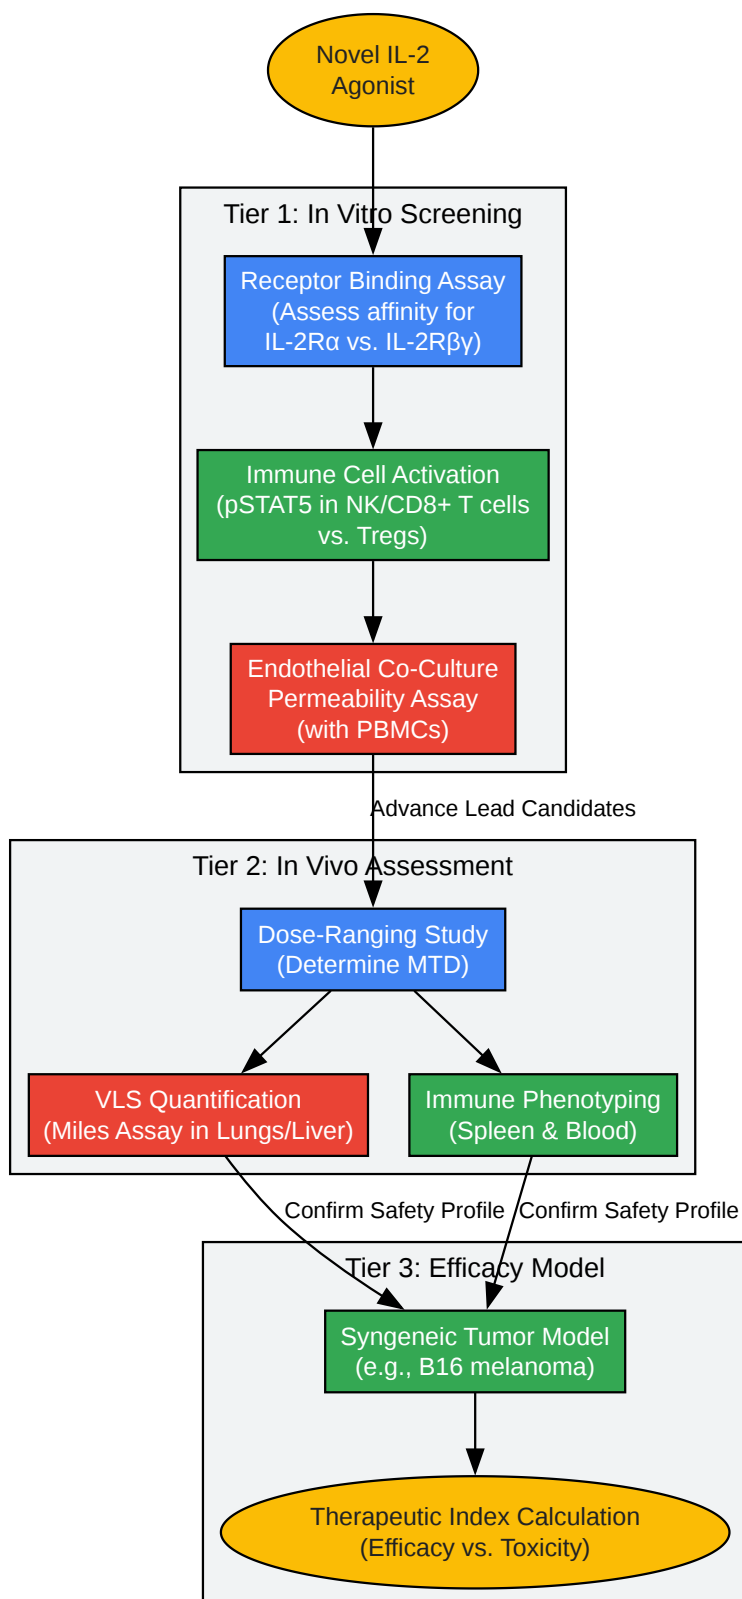 Novel IL-2
Agonist
Tier 1: In Vitro Screening
Receptor Binding Assay
(Assess affinity for
IL-2Rα vs. IL-2Rβγ)
Immune Cell Activation
(pSTAT5 in NK/CD8+ T cells
vs. Tregs)
Endothelial Co-Culture
Permeability Assay
(with PBMCs)
Advance Lead Candidates
Tier 2: In Vivo Assessment
Dose-Ranging Study
(Determine MTD)
VLS Quantification
(Miles Assay in Lungs/Liver)
Immune Phenotyping
(Spleen & Blood)
Confirm Safety Profile
Confirm Safety Profile
Tier 3: Efficacy Model
Syngeneic Tumor Model
(e.g., B16 melanoma)
Therapeutic Index Calculation
(Efficacy vs. Toxicity)